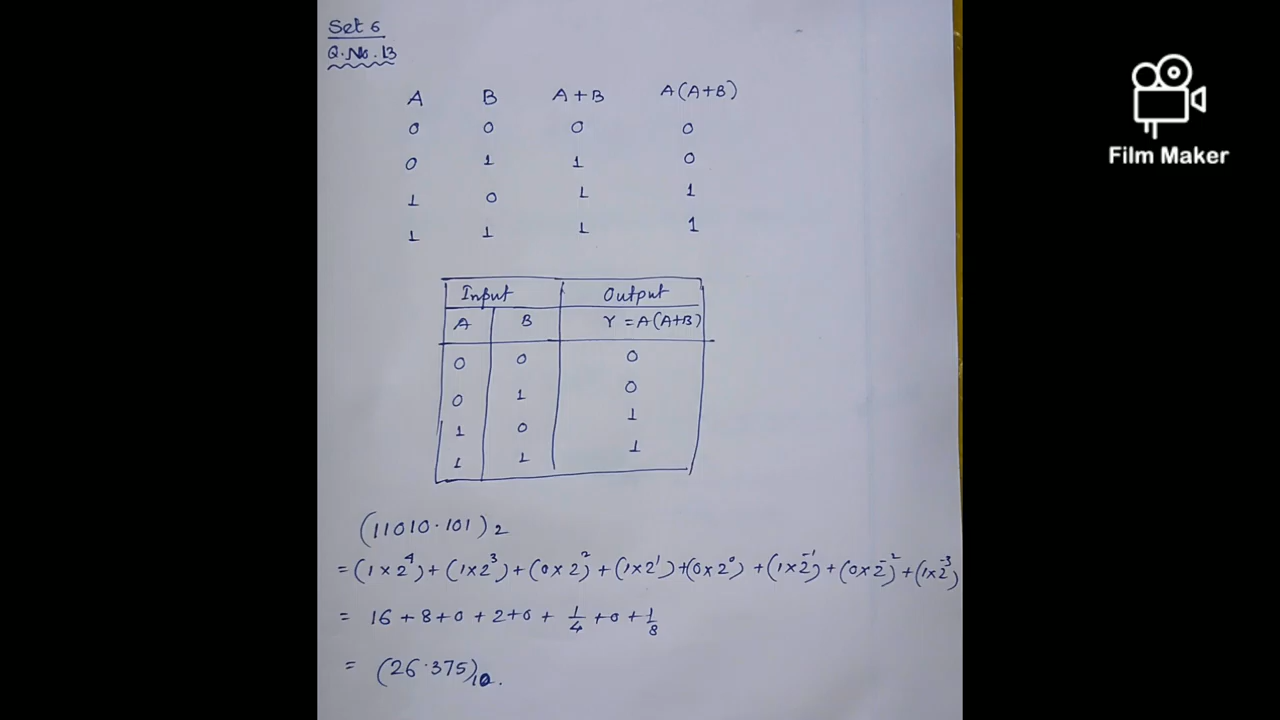 Set 6
Q. No. 13
A B A+B A(A+B)
0 0 0 0
0 1 1 0
1 0 1 1
1 1 1 1
Input Output
A B Y = A(A+B)
0 0 0
0 1 0
1 0 1
1 1 1
(11010.101)₂
= (1×2⁴) + (1×2³) + (0×2)² + (1×2¹) + (0×2⁰) + (1×2⁻¹) + (0×2⁻)² + (1×2⁻³)
= 16 + 8 + 0 + 2 + 0 + 1/4 + 0 + 1/8
= (26.375)₁₀.
Film Maker